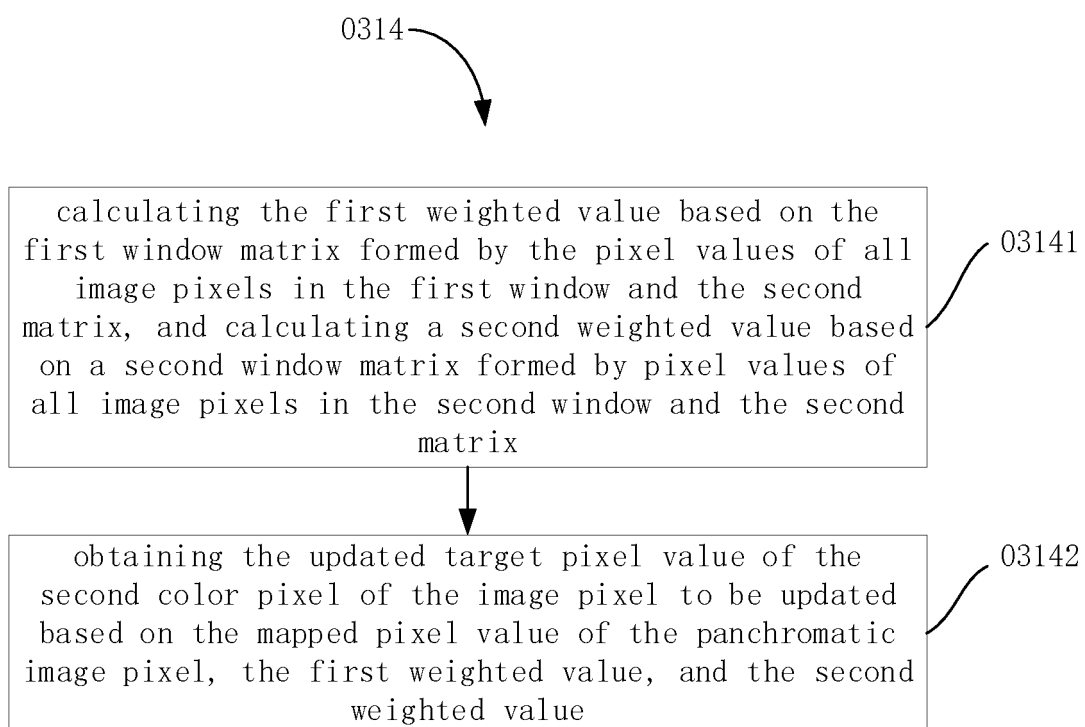 0314
calculating the first weighted value based on the
first window matrix formed by the pixel values of all
image pixels in the first window and the second
matrix, and calculating a second weighted value based
on a second window matrix formed by pixel values of
all image pixels in the second window and the second
matrix
03141
obtaining the updated target pixel value of the
second color pixel of the image pixel to be updated
based on the mapped pixel value of the panchromatic
image pixel, the first weighted value, and the second
weighted value
03142